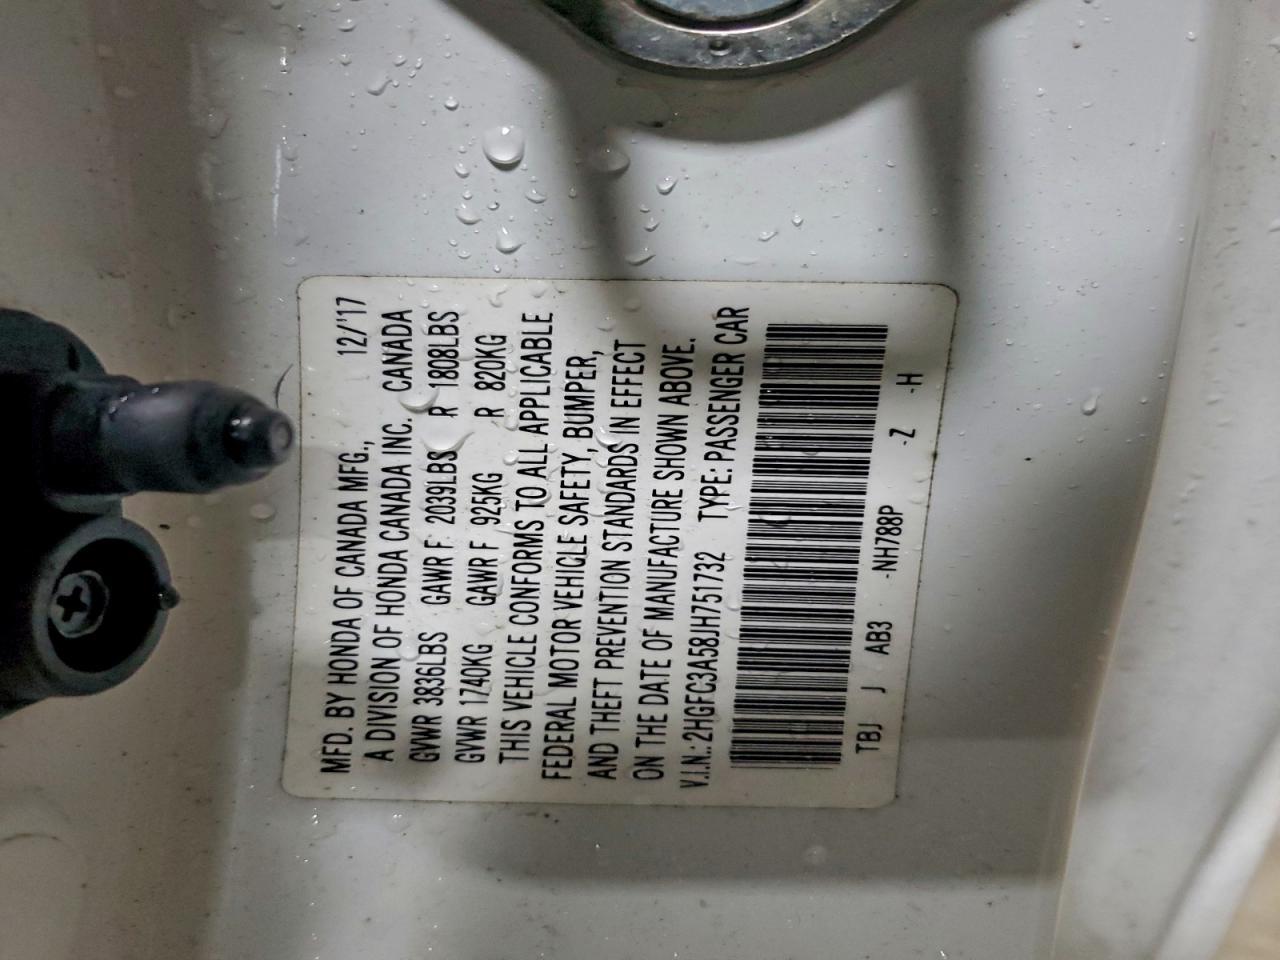 MFD. BY HONDA OF CANADA MFG., 12/'17
A DIVISION OF HONDA CANADA INC. CANADA
GVWR 3836LBS GAWR F 2039LBS R 1808LBS
GVWR 1740KG GAWR F 925KG R 820KG
THIS VEHICLE CONFORMS TO ALL APPLICABLE
FEDERAL MOTOR VEHICLE SAFETY, BUMPER,
AND THEFT PREVENTION STANDARDS IN EFFECT
ON THE DATE OF MANUFACTURE SHOWN ABOVE.
V.I.N.: 2HGFC3A58JH751732 TYPE: PASSENGER CAR
TBJ J AB3 -NH788P -Z -H